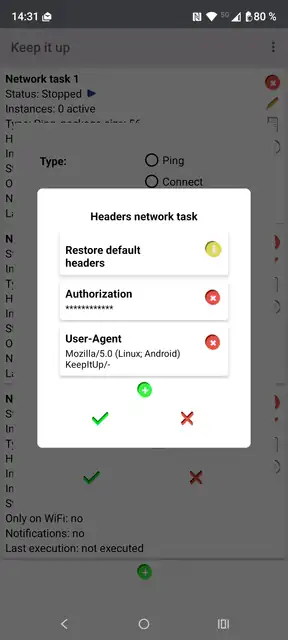 14:31
5G
80 %
Keep it up
Network task 1
Status: Stopped
Instances: 0 active
Type:
Ping
Connect
Headers network task
Restore default
headers
Authorization
************
User-Agent
Mozilla/5.0 (Linux; Android)
KeepItUp/-
Only on WiFi: no
Notifications: no
Last execution: not executed